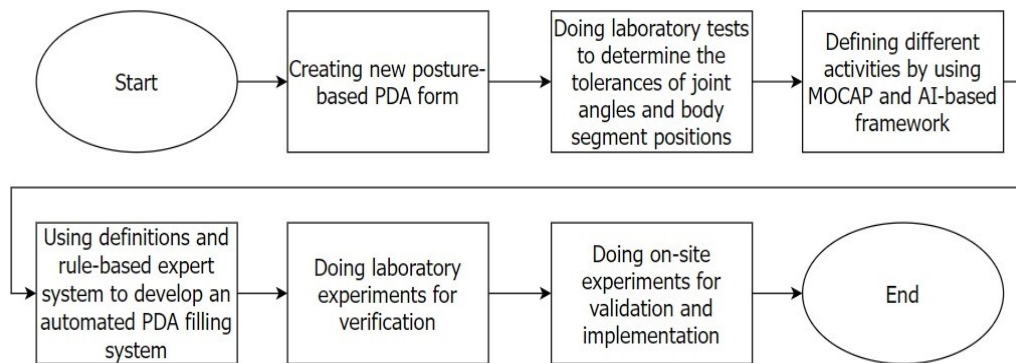 Start
Creating new posture-
based PDA form
Doing laboratory tests
to determine the
tolerances of joint
angles and body
segment positions
Defining different
activities by using
MOCAP and AI-based
framework
Using definitions and
rule-based expert
system to develop an
automated PDA filling
system
Doing laboratory
experiments for
verification
Doing on-site
experiments for
validation and
implementation
End